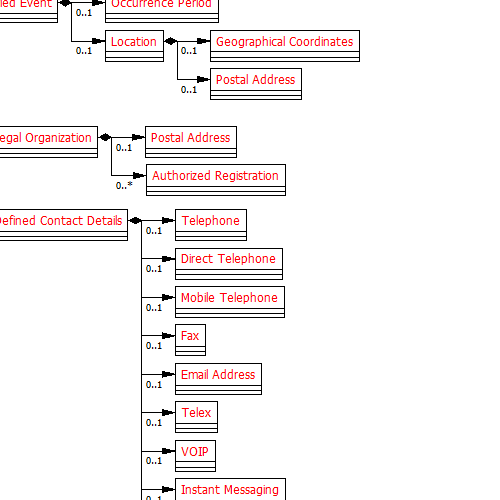 Event
Occurrence Period
0..1
Location
Geographical Coordinates
0..1
0..1
Postal Address
0..1
Organization
Postal Address
0..1
Authorized Registration
0..*
Defined Contact Details
Telephone
0..1
Direct Telephone
0..1
Mobile Telephone
0..1
Fax
0..1
Email Address
0..1
Telex
0..1
VOIP
0..1
Instant Messaging
0..1